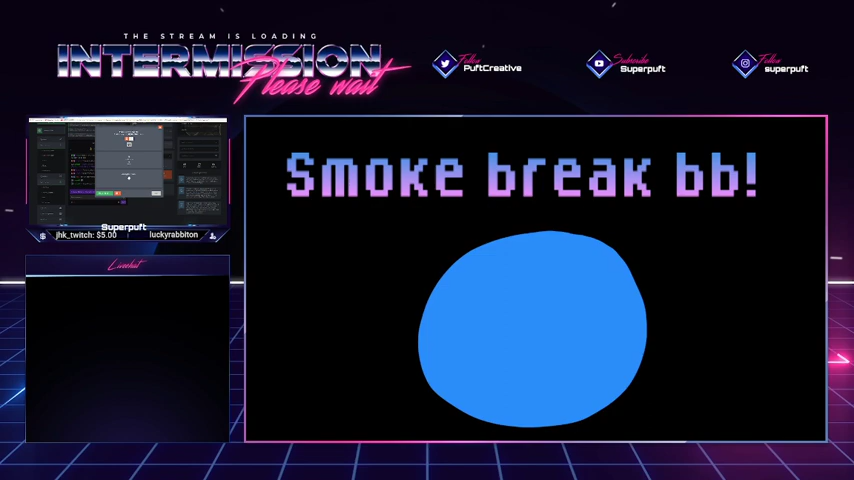 THE STREAM IS LOADING
INTERMISSION
Please wait
Follow
PuftCreative
Subscribe
Superpuft
Follow
superpuft
Smoke break bb!
Superpuft
jhk_twitch: $5.00
luckyrabbiton
Livechat